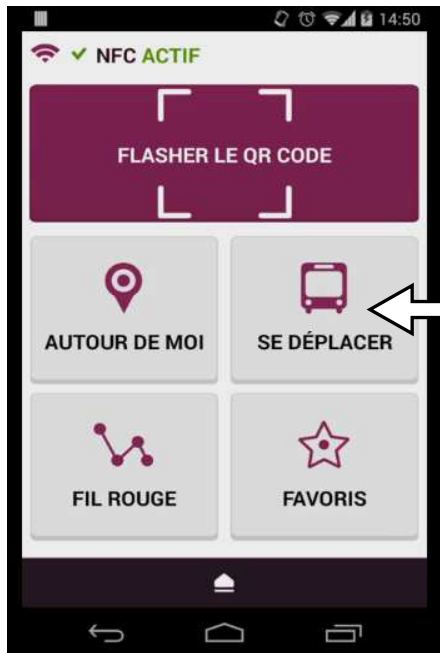 14:50
NFC ACTIF
FLASHER LE QR CODE
AUTOUR DE MOI
SE DÉPLACER
FIL ROUGE
FAVORIS